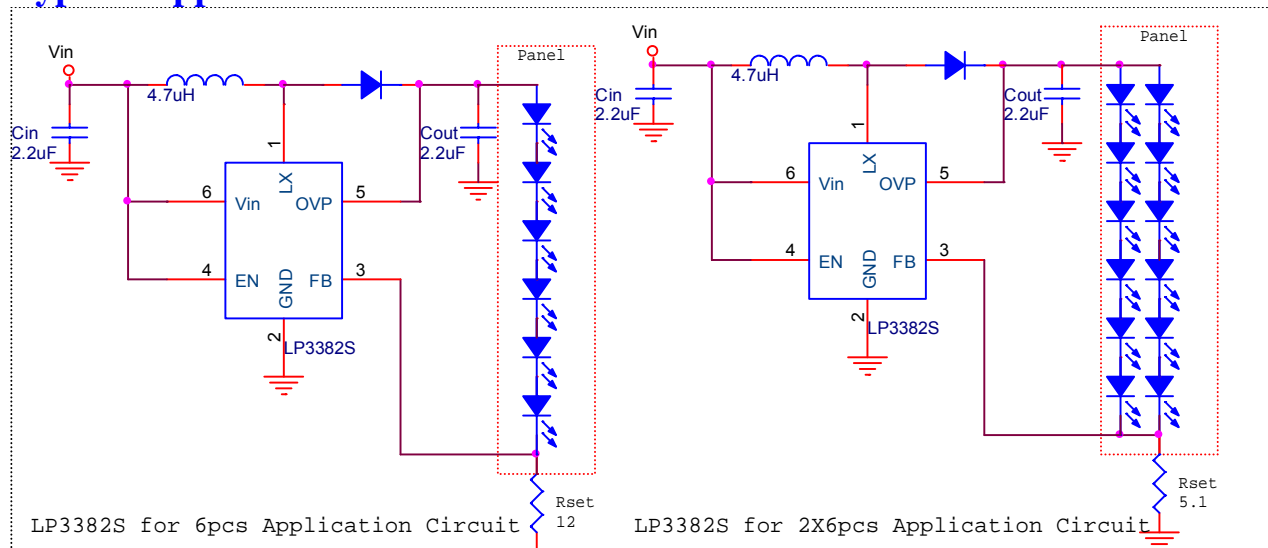 Vin
4.7uH
Cin
2.2uF
1
LX
6
Vin
OVP
5
4
EN
GND
FB
3
2
LP3382S
Cout
2.2uF
Panel
Rset
12
LP3382S for 6pcs Application Circuit
Vin
4.7uH
Cin
2.2uF
1
LX
6
Vin
OVP
5
4
EN
GND
FB
3
2
LP3382S
Cout
2.2uF
Panel
Rset
5.1
LP3382S for 2X6pcs Application Circuit